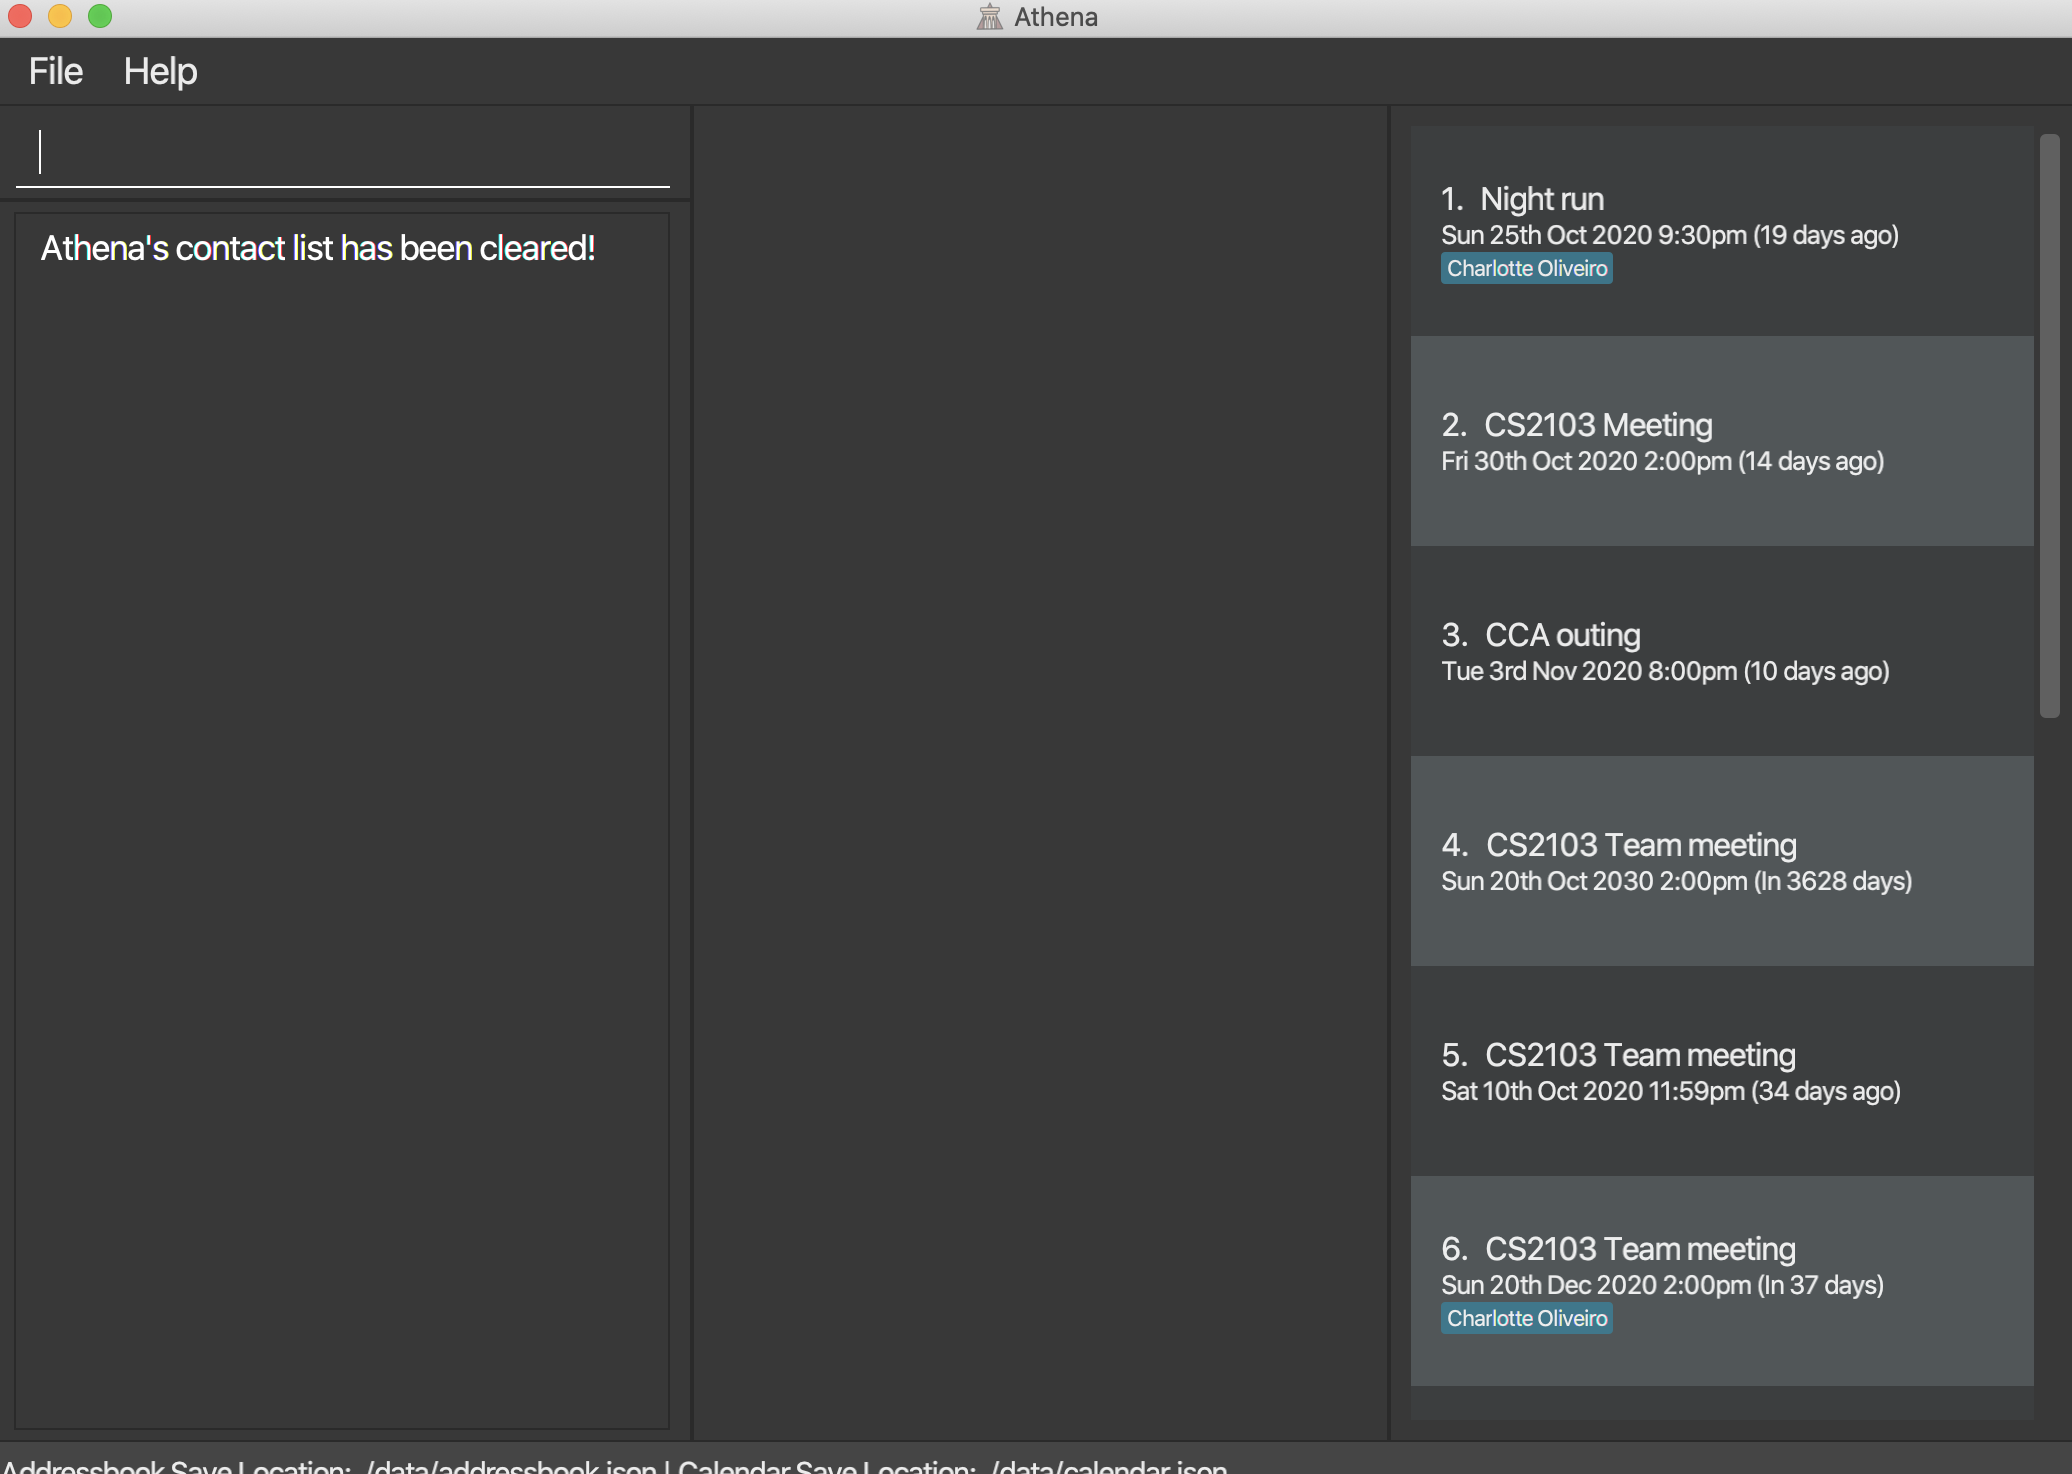 Athena
File Help
Athena's contact list has been cleared!
1. Night run
Sun 25th Oct 2020 9:30pm (19 days ago)
Charlotte Oliveiro
2. CS2103 Meeting
Fri 30th Oct 2020 2:00pm (14 days ago)
3. CCA outing
Tue 3rd Nov 2020 8:00pm (10 days ago)
4. CS2103 Team meeting
Sun 20th Oct 2030 2:00pm (In 3628 days)
5. CS2103 Team meeting
Sat 10th Oct 2020 11:59pm (34 days ago)
6. CS2103 Team meeting
Sun 20th Dec 2020 2:00pm (In 37 days)
Charlotte Oliveiro
Addressbook Save Location: ./data/addressbook.json | Calendar Save Location: ./data/calendar.json